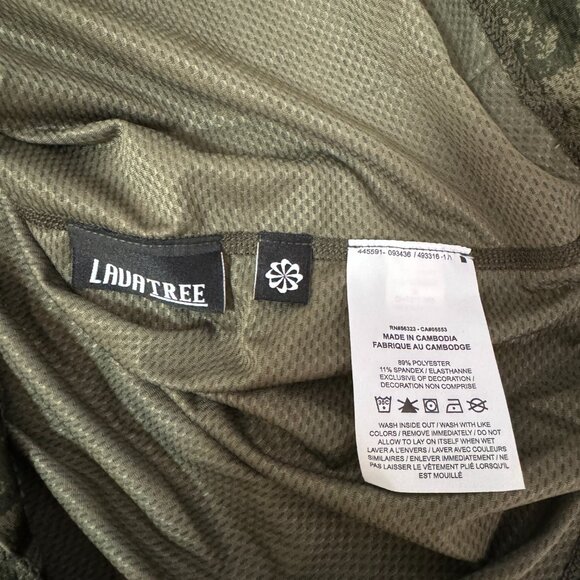 LAVATREE
445591- 093436 / 493316-1
RN#56323 - CA#05553
MADE IN CAMBODIA
FABRIQUE AU CAMBODGE
89% POLYESTER
11% SPANDEX / ELASTHANNE
EXCLUSIVE OF DECORATION /
DECORATION NON COMPRISE
30C
WASH INSIDE OUT / WASH WITH LIKE
COLORS / REMOVE IMMEDIATELY / DO NOT
ALLOW TO LAY ON ITSELF WHEN WET
LAVER A L'ENVERS / LAVER AVEC COULEURS
SIMILAIRES / ENLEVER IMMÉDIATEMENT / NE
PAS LAISSER LE VÊTEMENT PLIÉ LORSQU'IL
EST MOUILLÉ